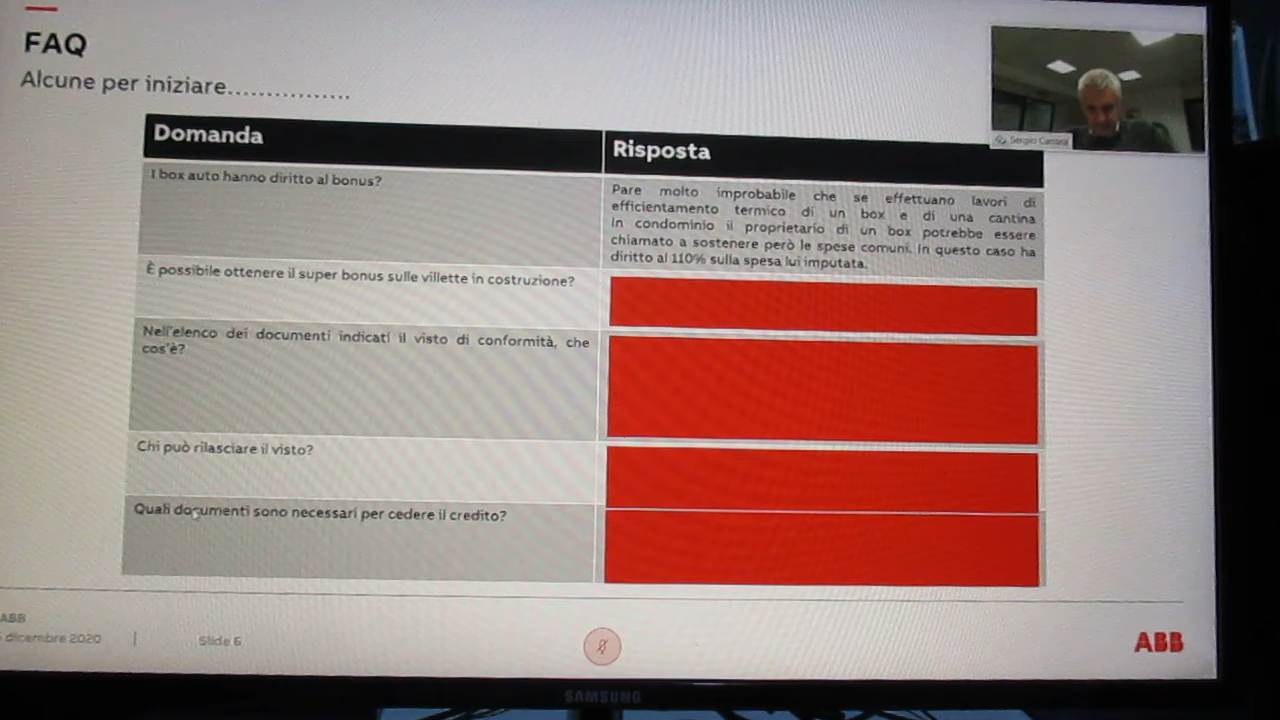 FAQ
Alcune per iniziare................
Domanda
Risposta
I box auto hanno diritto al bonus?
Pare molto improbabile che se effettuano lavori di
efficientamento termico di un box e di una cantina
In condominio il proprietario di un box potrebbe essere
chiamato a sostenere però le spese comuni. In questo caso ha
diritto al 110% sulla spesa lui imputata.
È possibile ottenere il super bonus sulle villette in costruzione?
Nell'elenco dei documenti indicati il visto di conformità, che
cos'è?
Chi può rilasciare il visto?
Quali documenti sono necessari per cedere il credito?
ABB
dicembre 2020
Slide 6
ABB
Sergio
SAMSUNG